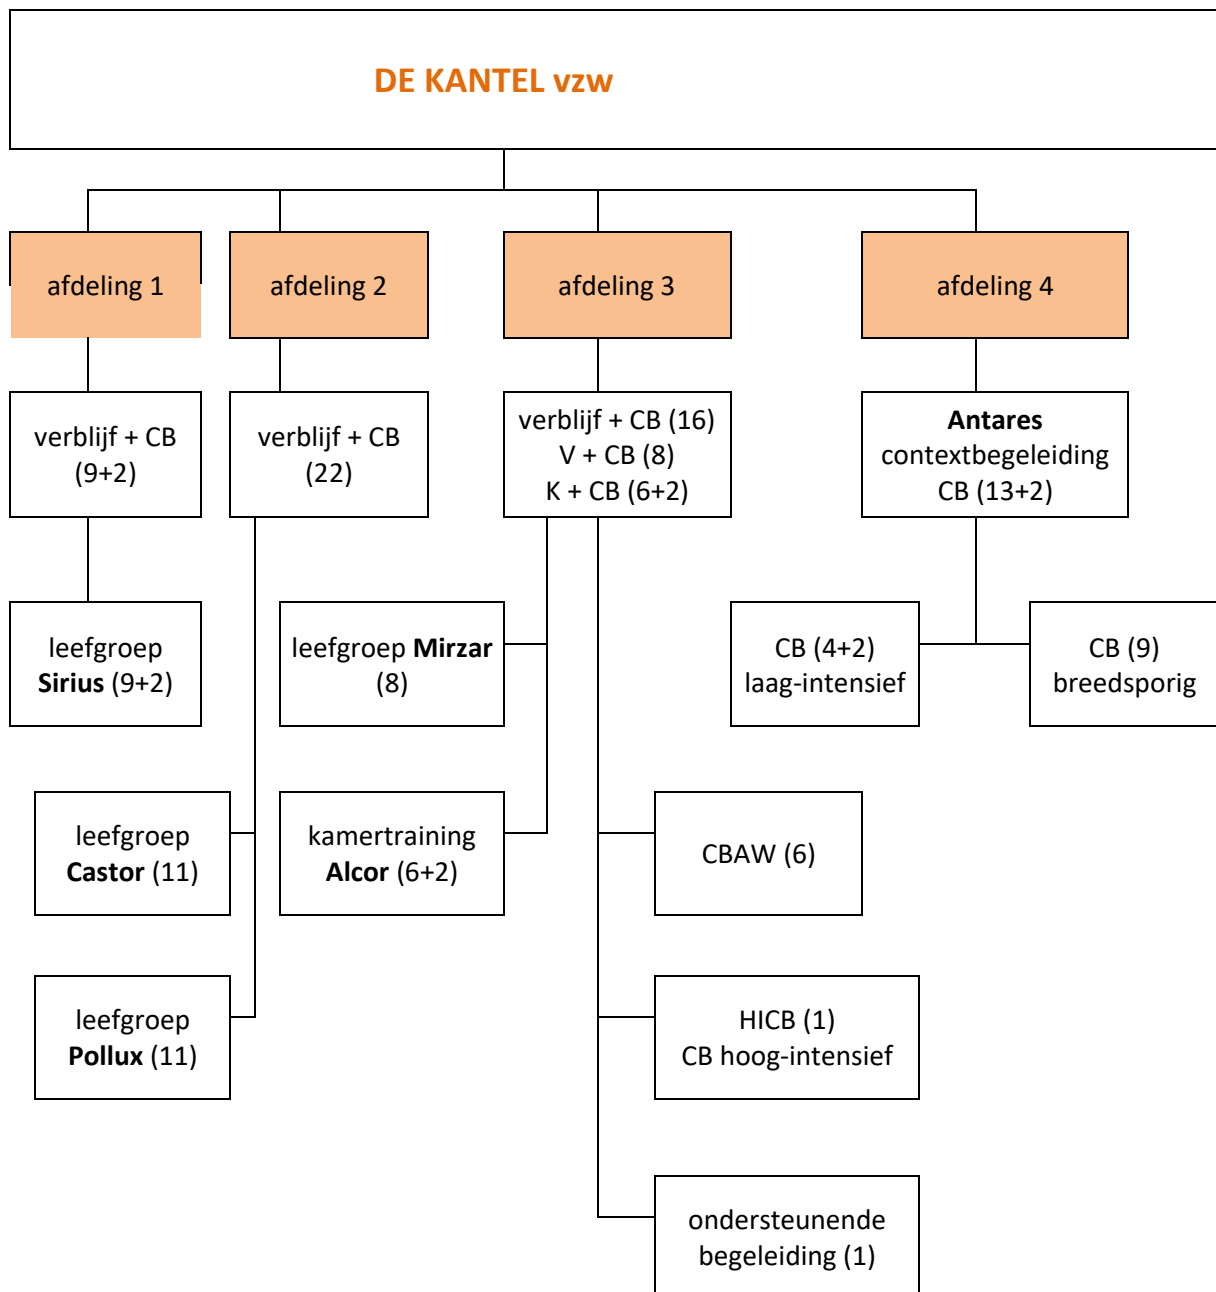 DE KANTEL vzw
afdeling 1
afdeling 2
afdeling 3
afdeling 4
verblijf + CB
(9+2)
verblijf + CB
(22)
verblijf + CB (16)
V + CB (8)
K + CB (6+2)
Antares
contextbegeleiding
CB (13+2)
leefgroep
Sirius (9+2)
leefgroep Mirzar
(8)
CB (4+2)
laag-intensief
CB (9)
breedsporig
leefgroep
Castor (11)
kamertraining
Alcor (6+2)
CBAW (6)
leefgroep
Pollux (11)
HICB (1)
CB hoog-intensief
ondersteunende
begeleiding (1)